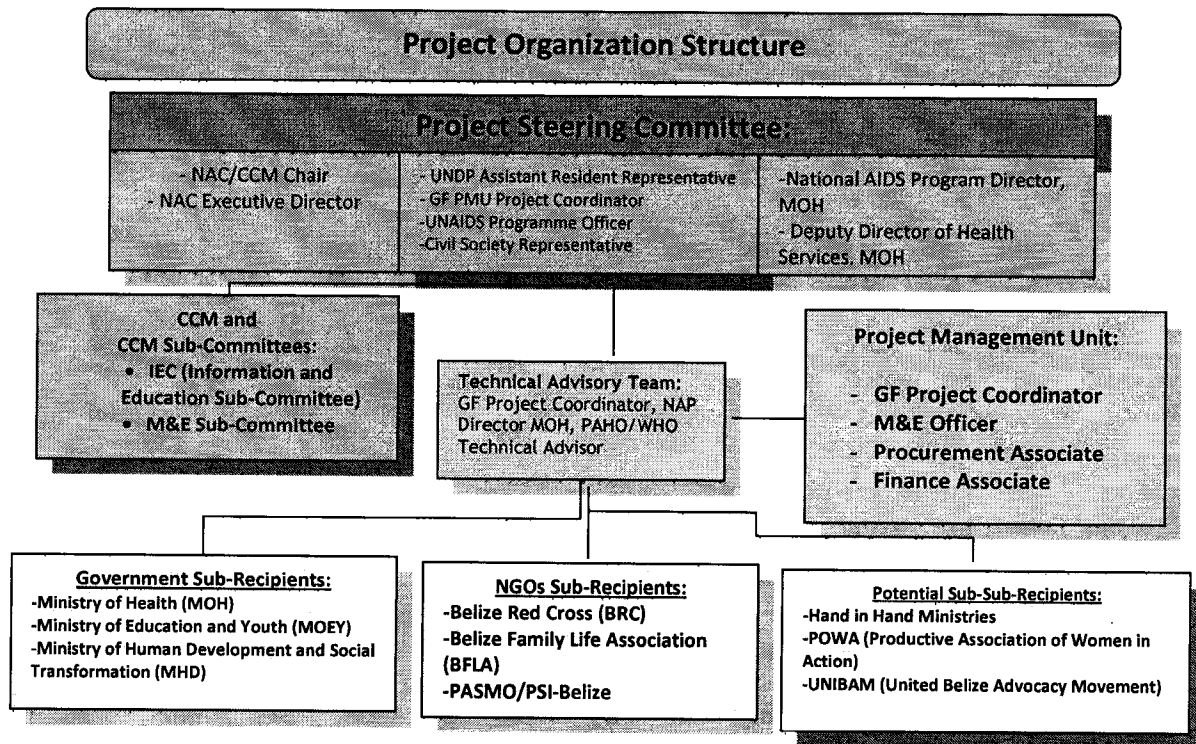 Project Organization Structure
Project Steering Committee:
- NAC/CCM Chair
- NAC Executive Director
- UNDP Assistant Resident Representative
- GF PMU Project Coordinator
-UNAIDS Programme Officer
-Civil Society Representative
-National AIDS Program Director,
MOH
- Deputy Director of Health
Services, MOH
CCM and
CCM Sub-Committees:
• IEC (Information and
Education Sub-Committee)
• M&E Sub-Committee
Technical Advisory Team:
GF Project Coordinator, NAP
Director MOH, PAHO/WHO
Technical Advisor
Project Management Unit:
- GF Project Coordinator
- M&E Officer
- Procurement Associate
- Finance Associate
Government Sub-Recipients:
-Ministry of Health (MOH)
-Ministry of Education and Youth (MOEY)
-Ministry of Human Development and Social
Transformation (MHD)
NGOs Sub-Recipients:
-Belize Red Cross (BRC)
-Belize Family Life Association
(BFLA)
-PASMO/PSI-Belize
Potential Sub-Sub-Recipients:
-Hand in Hand Ministries
-POWA (Productive Association of Women in
Action)
-UNIBAM (United Belize Advocacy Movement)